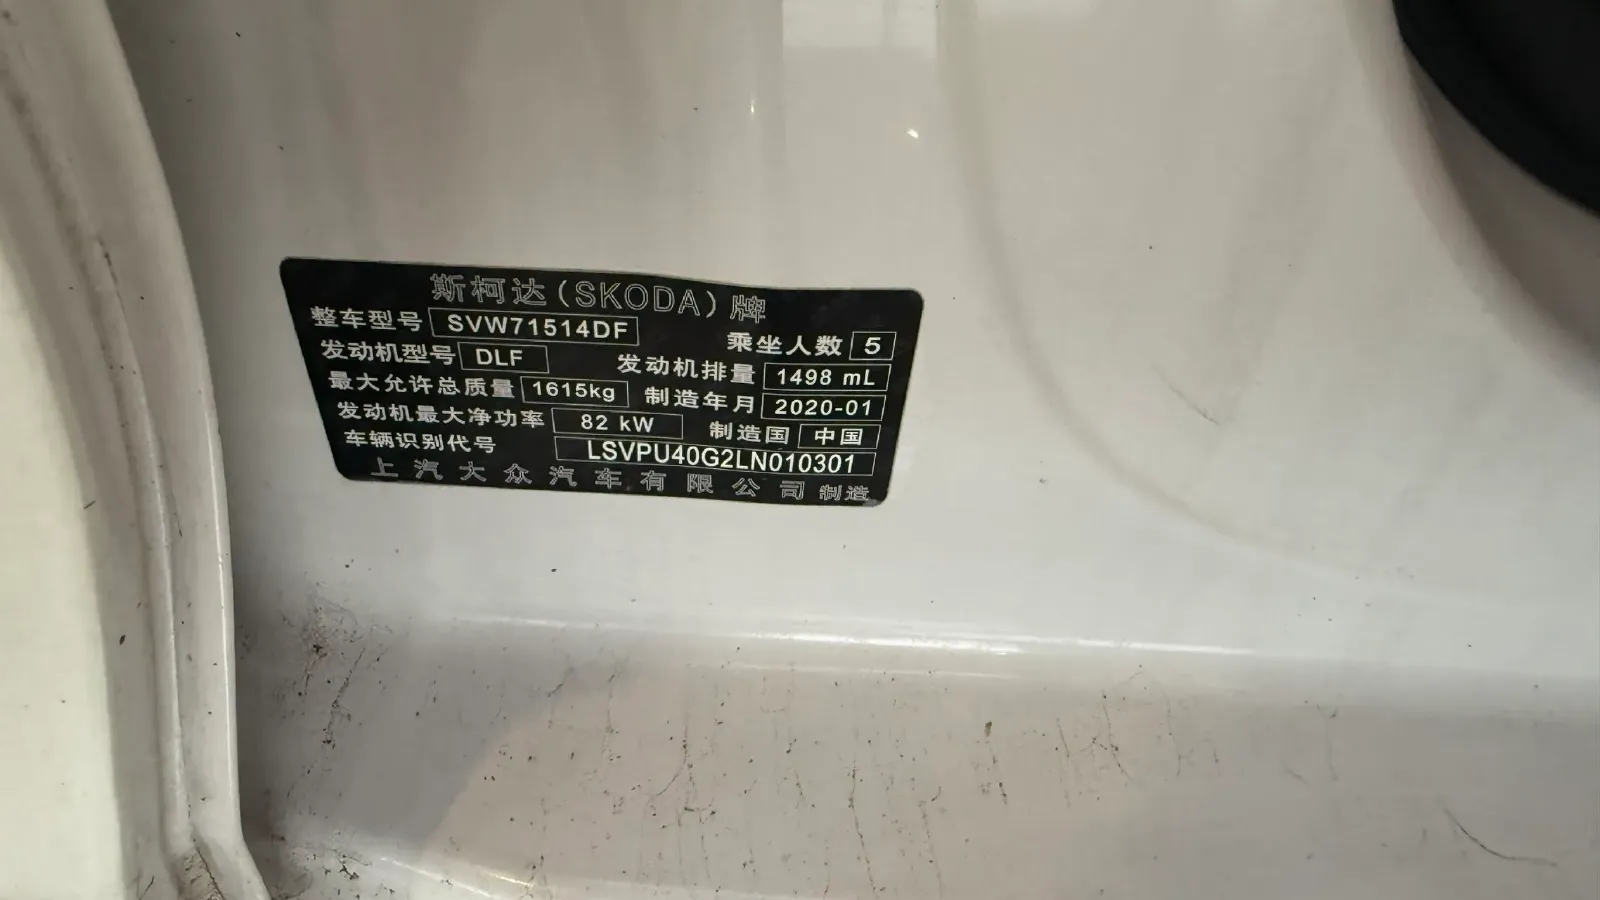 斯柯达(SKODA)牌
整车型号 SVW71514DF 乘坐人数 5
发动机型号 DLF 发动机排量 1498 mL
最大允许总质量 1615kg 制造年月 2020-01
发动机最大净功率 82 kW 制造国 中国
车辆识别代号 LSVPU40G2LN010301
上汽大众汽车有限公司 制造